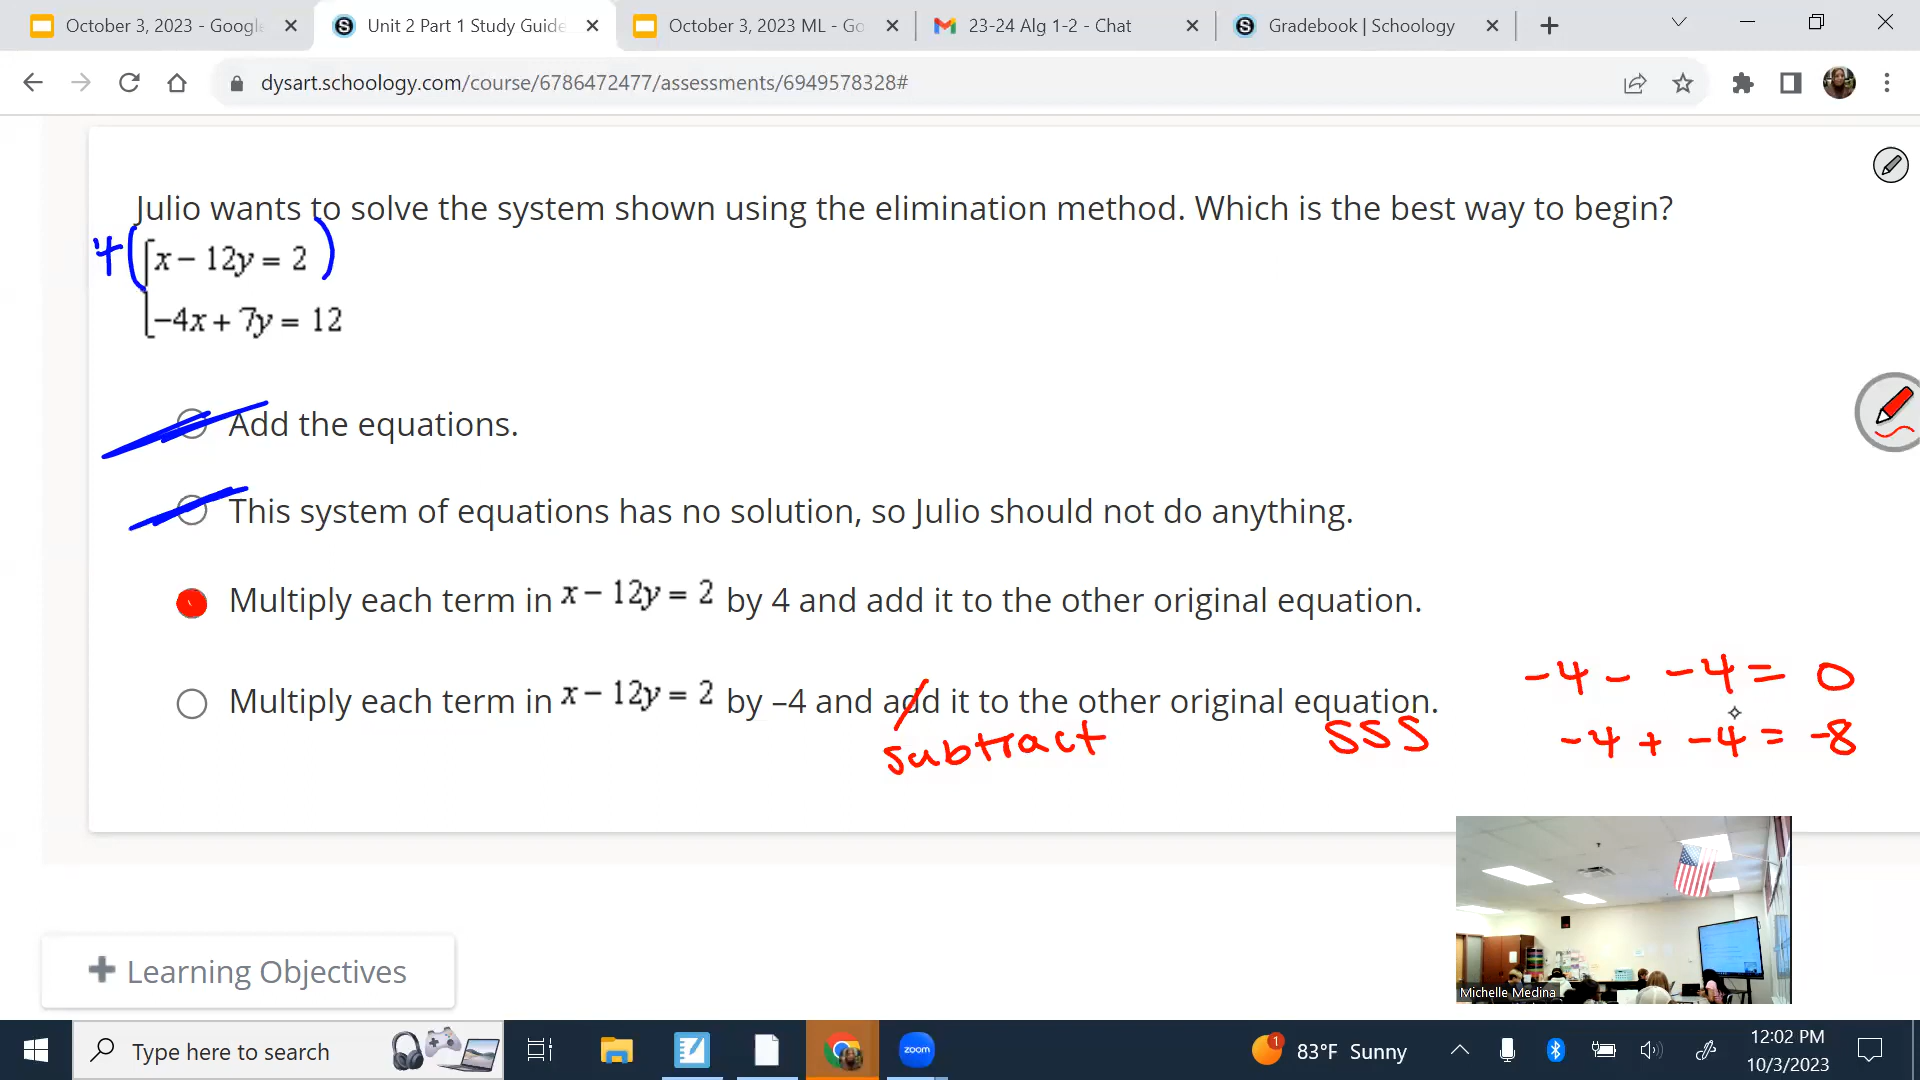 October 3, 2023 - Google
Unit 2 Part 1 Study Guide
October 3, 2023 ML - Go
23-24 Alg 1-2 - Chat
Gradebook | Schoology
dysart.schoology.com/course/6786472477/assessments/6949578328#
Julio wants to solve the system shown using the elimination method. Which is the best way to begin?
4 ( x − 12y = 2 )
−4x + 7y = 12
Add the equations.
This system of equations has no solution, so Julio should not do anything.
Multiply each term in x − 12y = 2 by 4 and add it to the other original equation.
-4 - -4 = 0
Multiply each term in x − 12y = 2 by –4 and add it to the other original equation.
subtract SSS
-4 + -4 = -8
Michelle Medina
Learning Objectives
Type here to search
zoom
1
83°F Sunny
12:02 PM
10/3/2023